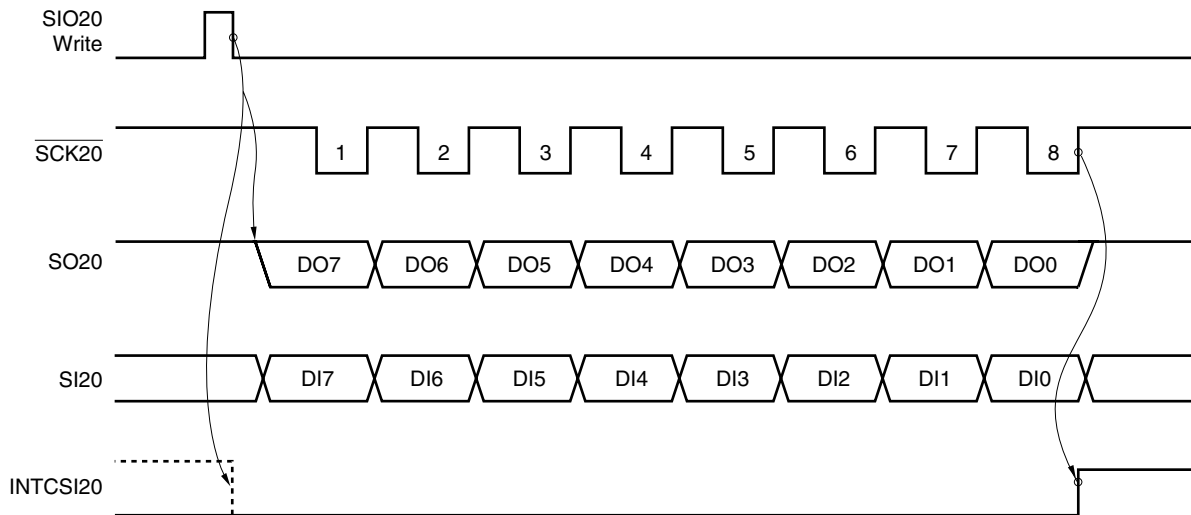 SIO20
Write
SCK20
1 2 3 4 5 6 7 8
SO20
DO7 DO6 DO5 DO4 DO3 DO2 DO1 DO0
SI20
DI7 DI6 DI5 DI4 DI3 DI2 DI1 DI0
INTCSI20